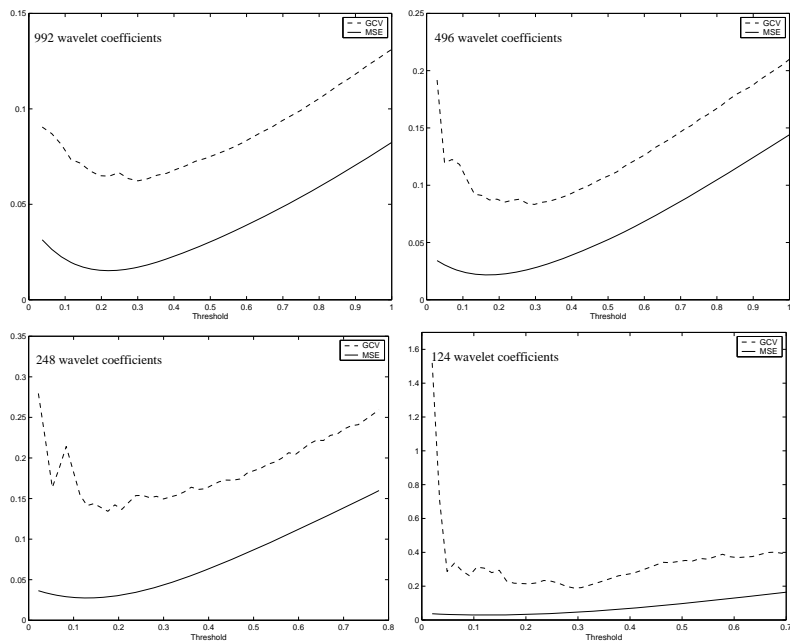 992 wavelet coefficients
GCV
MSE
0.15
0.1
0.05
0
0 0.1 0.2 0.3 0.4 0.5 0.6 0.7 0.8 0.9 1
Threshold
496 wavelet coefficients
GCV
MSE
0.25
0.2
0.15
0.1
0.05
0
0 0.1 0.2 0.3 0.4 0.5 0.6 0.7 0.8 0.9 1
Threshold
248 wavelet coefficients
GCV
MSE
0.35
0.3
0.25
0.2
0.15
0.1
0.05
0
0 0.1 0.2 0.3 0.4 0.5 0.6 0.7 0.8
Threshold
124 wavelet coefficients
GCV
MSE
1.6
1.4
1.2
1
0.8
0.6
0.4
0.2
0
0 0.1 0.2 0.3 0.4 0.5 0.6 0.7
Threshold